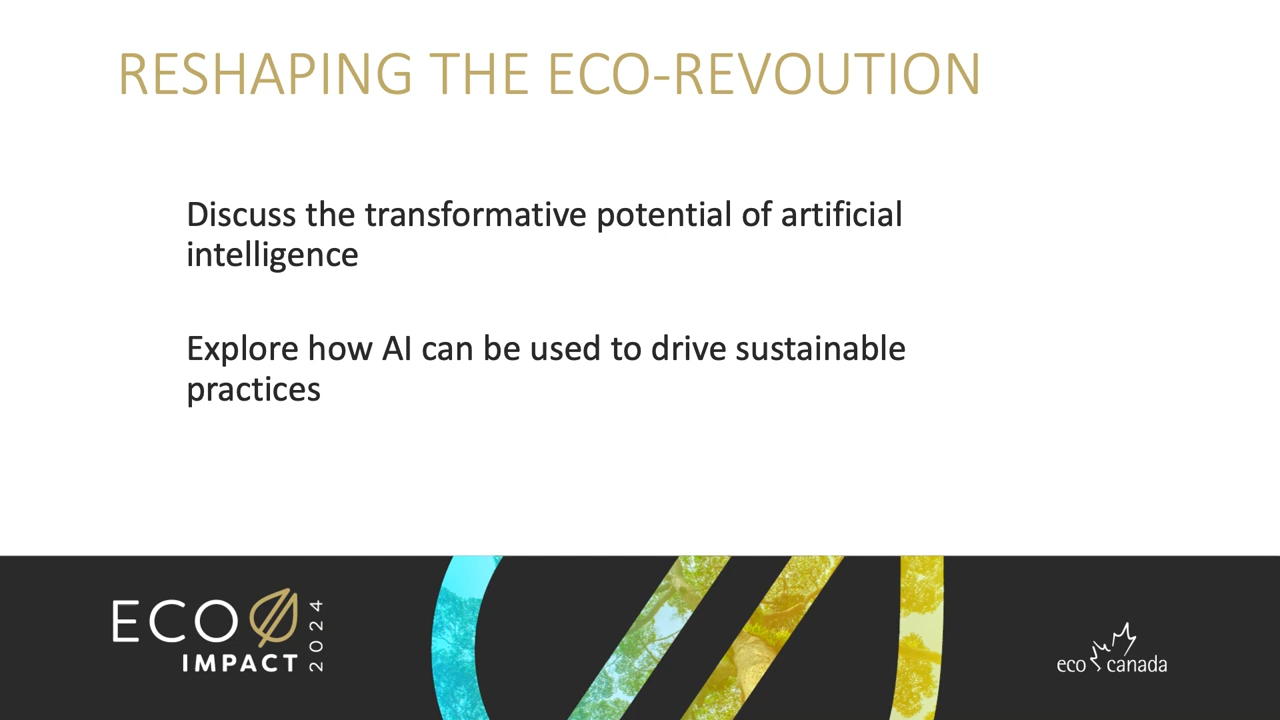 RESHAPING THE ECO-REVOUTION
Discuss the transformative potential of artificial
intelligence
Explore how AI can be used to drive sustainable
practices
ECO
IMPACT
2024
eco canada